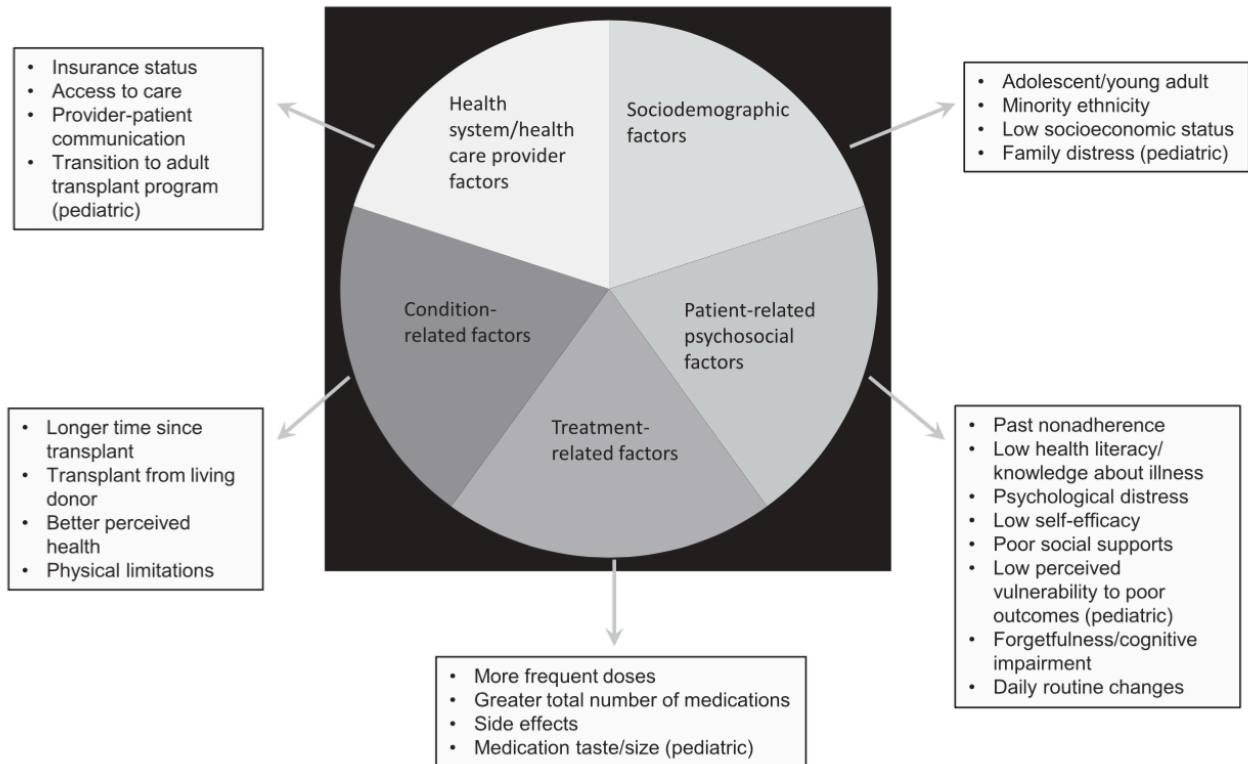 • Insurance status
• Access to care
• Provider-patient
communication
• Transition to adult
transplant program
(pediatric)
Health
system/health
care provider
factors
Sociodemographic
factors
• Adolescent/young adult
• Minority ethnicity
• Low socioeconomic status
• Family distress (pediatric)
Condition-
related factors
Patient-related
psychosocial
factors
Treatment-
related factors
• Longer time since
transplant
• Transplant from living
donor
• Better perceived
health
• Physical limitations
• Past nonadherence
• Low health literacy/
knowledge about illness
• Psychological distress
• Low self-efficacy
• Poor social supports
• Low perceived
vulnerability to poor
outcomes (pediatric)
• Forgetfulness/cognitive
impairment
• Daily routine changes
• More frequent doses
• Greater total number of medications
• Side effects
• Medication taste/size (pediatric)